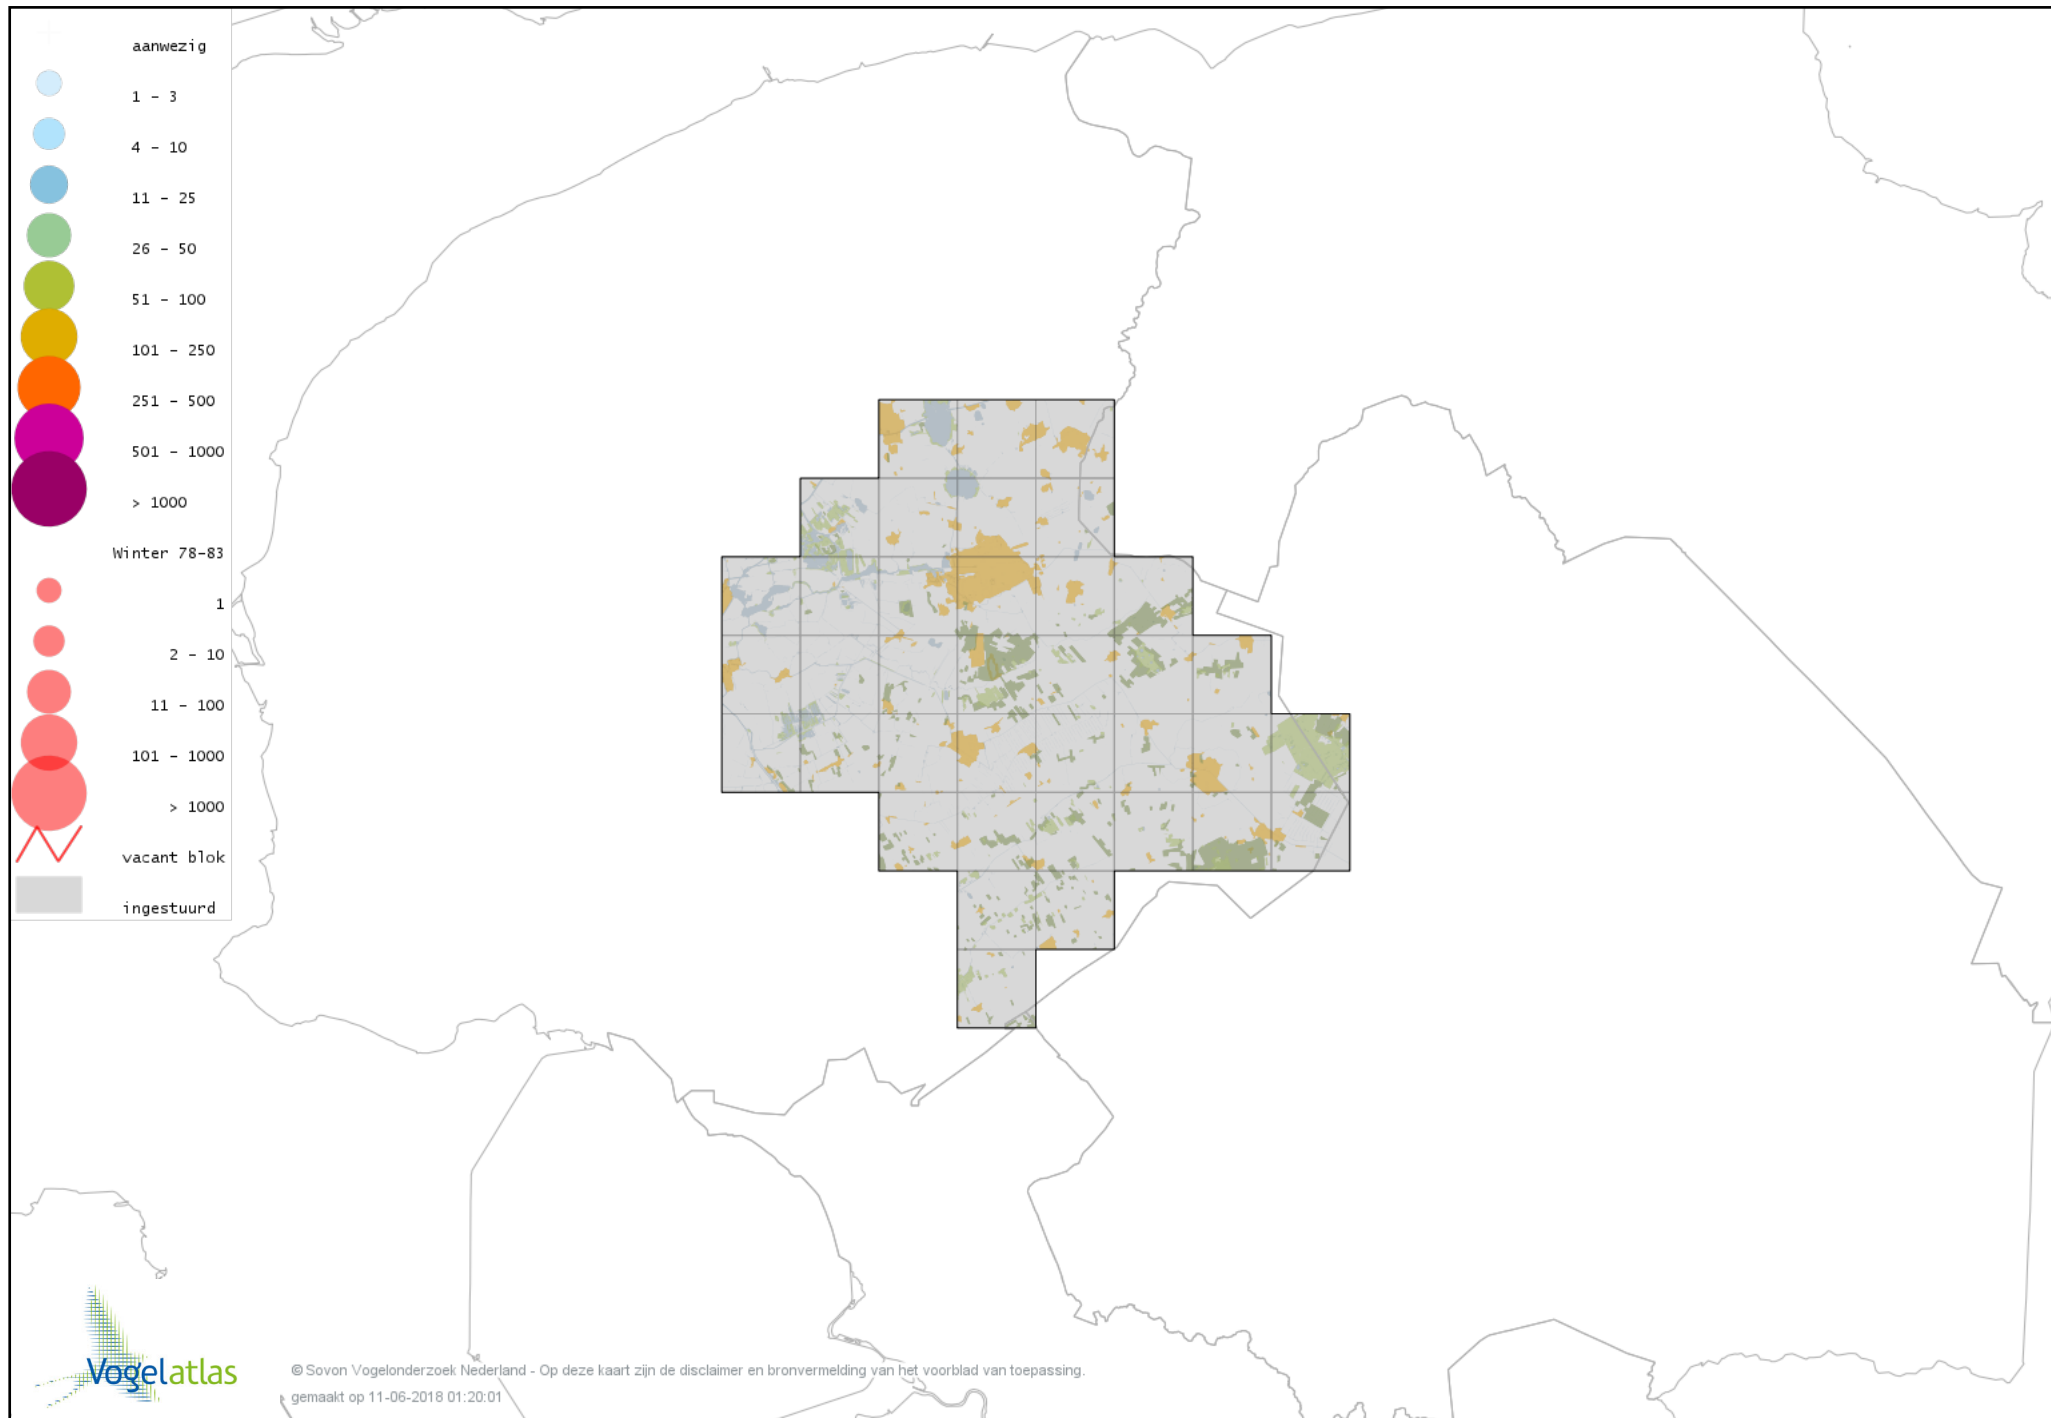 aanwezig
1 - 3
4 - 10
11 - 25
26 - 50
51 - 100
101 - 250
251 - 500
501 - 1000
> 1000
Winter 78-83
1
2 - 10
11 - 100
101 - 1000
> 1000
vacant blok
ingestuurd
Vogelatlas
© Sovon Vogelonderzoek Nederland - Op deze kaart zijn de disclaimer en bronvermelding van het voorblad van toepassing.
gemaakt op 11-06-2018 01:20:01